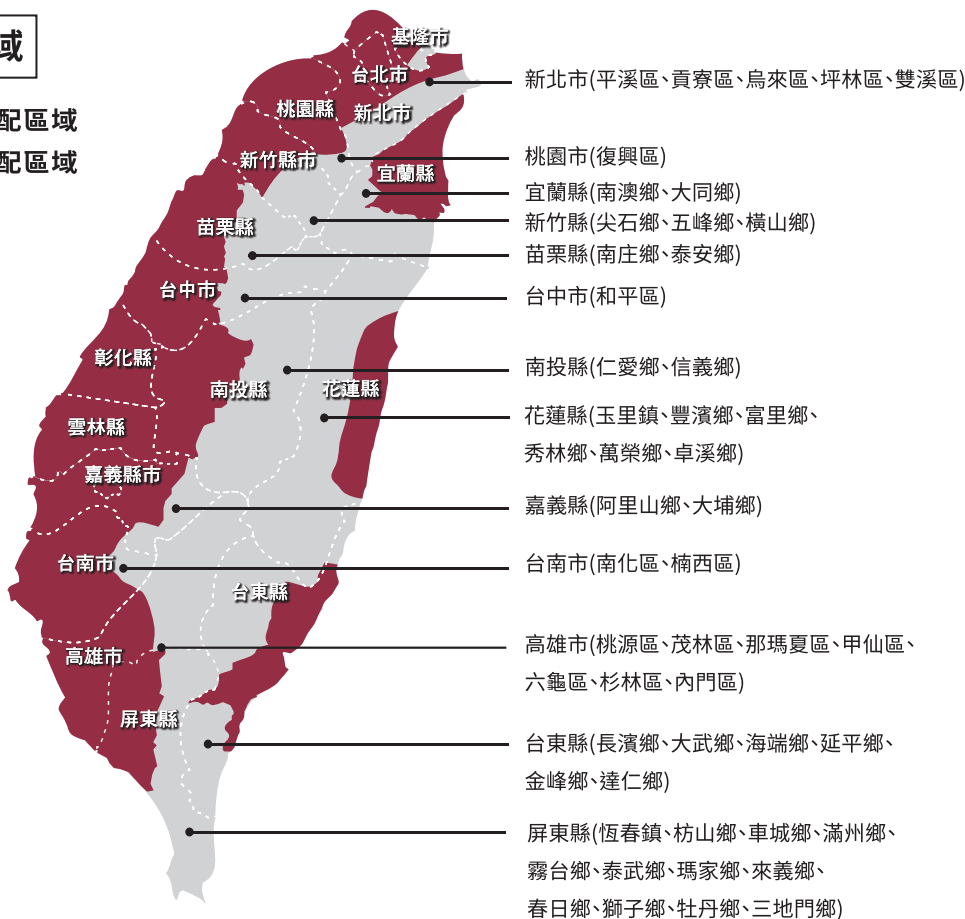 域
配區域
配區域
基隆市
台北市
新北市
桃園縣
新竹縣市
宜蘭縣
苗栗縣
台中市
彰化縣
南投縣
花蓮縣
雲林縣
嘉義縣市
台南市
台東縣
高雄市
屏東縣
新北市(平溪區、貢寮區、烏來區、坪林區、雙溪區)
桃園市(復興區)
宜蘭縣(南澳鄉、大同鄉)
新竹縣(尖石鄉、五峰鄉、橫山鄉)
苗栗縣(南庄鄉、泰安鄉)
台中市(和平區)
南投縣(仁愛鄉、信義鄉)
花蓮縣(玉里鎮、豐濱鄉、富里鄉、
秀林鄉、萬榮鄉、卓溪鄉)
嘉義縣(阿里山鄉、大埔鄉)
台南市(南化區、楠西區)
高雄市(桃源區、茂林區、那瑪夏區、甲仙區、
六龜區、杉林區、內門區)
台東縣(長濱鄉、大武鄉、海端鄉、延平鄉、
金峰鄉、達仁鄉)
屏東縣(恆春鎮、枋山鄉、車城鄉、滿州鄉、
霧台鄉、泰武鄉、瑪家鄉、來義鄉、
春日鄉、獅子鄉、牡丹鄉、三地門鄉)